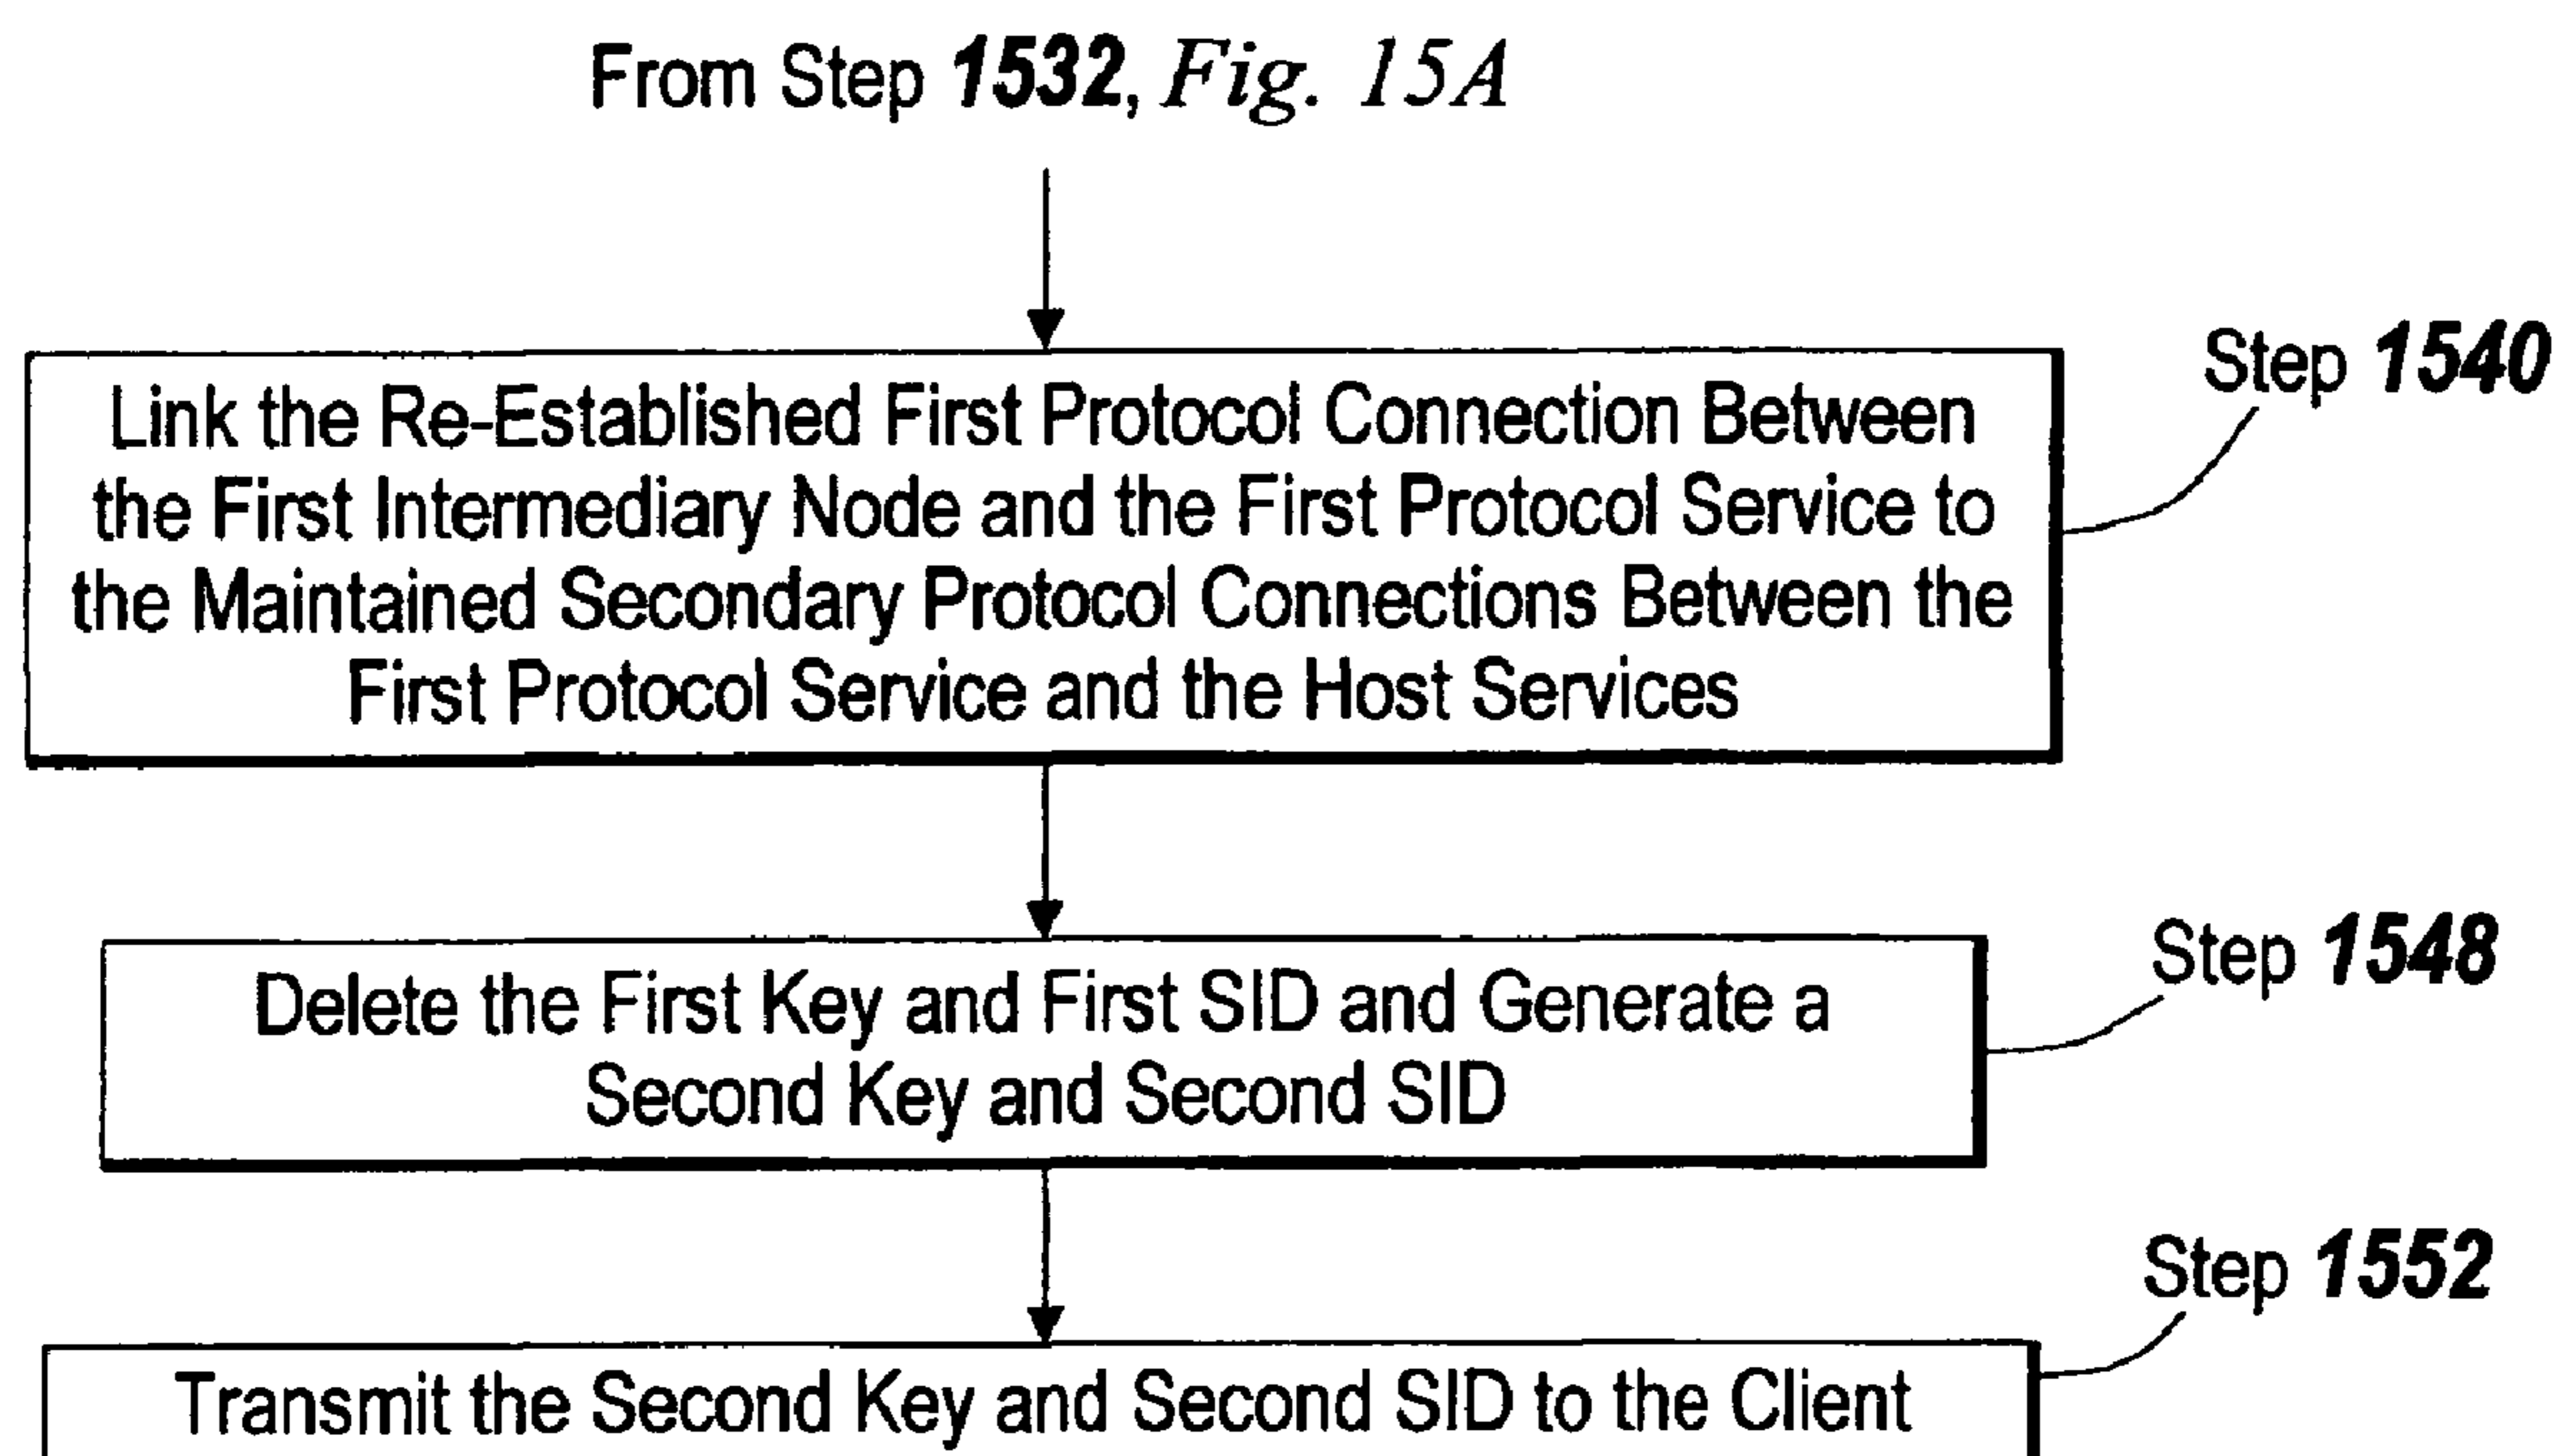 From Step 1532, Fig. 15A
Step 1540
Link the Re-Established First Protocol Connection Between
the First Intermediary Node and the First Protocol Service to
the Maintained Secondary Protocol Connections Between the
First Protocol Service and the Host Services
Step 1548
Delete the First Key and First SID and Generate a
Second Key and Second SID
Step 1552
Transmit the Second Key and Second SID to the Client